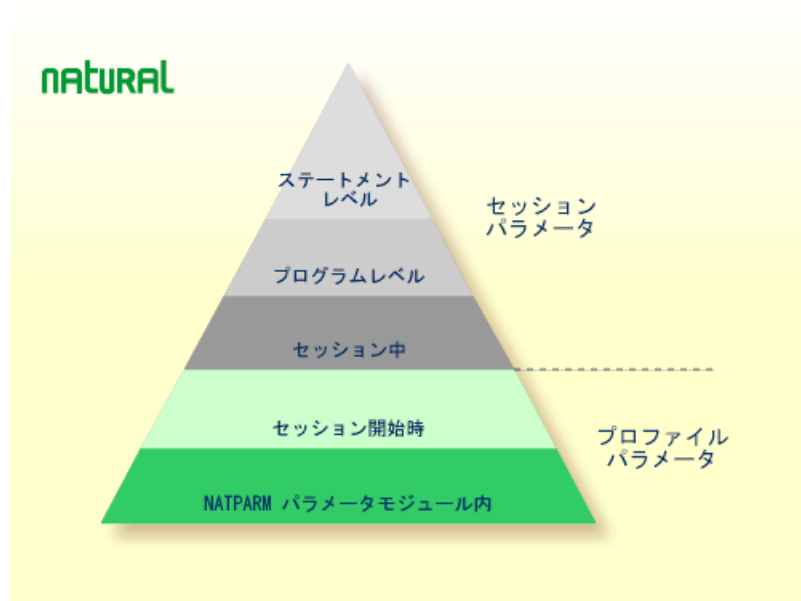 natural
ステートメント
レベル
セッション
パラメータ
プログラムレベル
セッション中
セッション開始時
プロファイル
パラメータ
NATPARM パラメータモジュール内